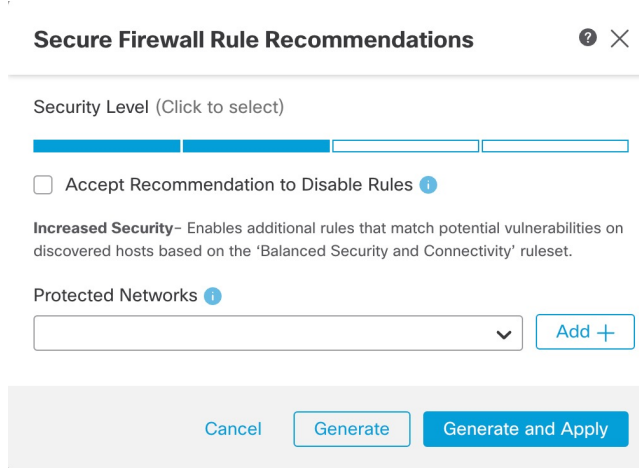 Secure Firewall Rule Recommendations
Security Level (Click to select)
Accept Recommendation to Disable Rules
Increased Security– Enables additional rules that match potential vulnerabilities on
discovered hosts based on the ‘Balanced Security and Connectivity’ ruleset.
Protected Networks
Add +
Cancel
Generate
Generate and Apply